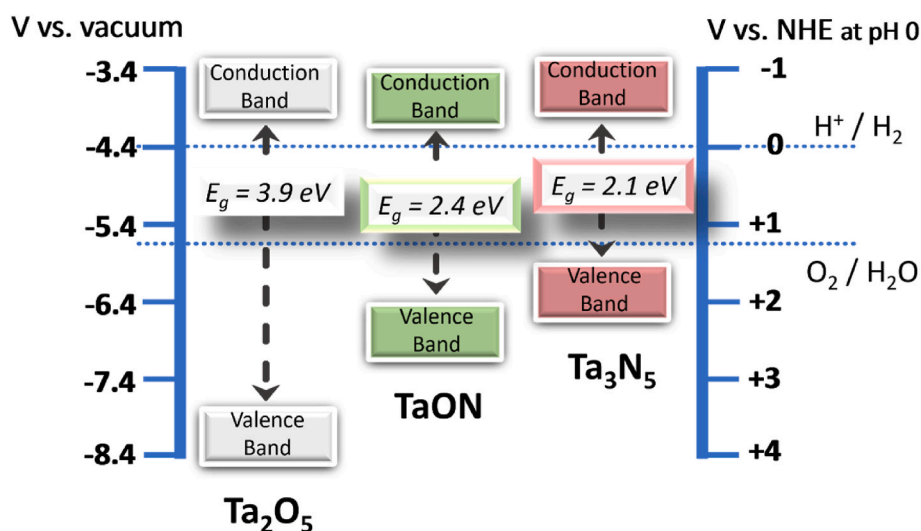 V vs. vacuum
V vs. NHE at pH 0
-3.4
-4.4
-5.4
-6.4
-7.4
-8.4
Conduction
Band
E_g = 3.9 eV
Valence
Band
Ta₂O₅
Conduction
Band
E_g = 2.4 eV
Valence
Band
TaON
Conduction
Band
E_g = 2.1 eV
Valence
Band
Ta₃N₅
-1
0
+1
+2
+3
+4
H⁺ / H₂
O₂ / H₂O